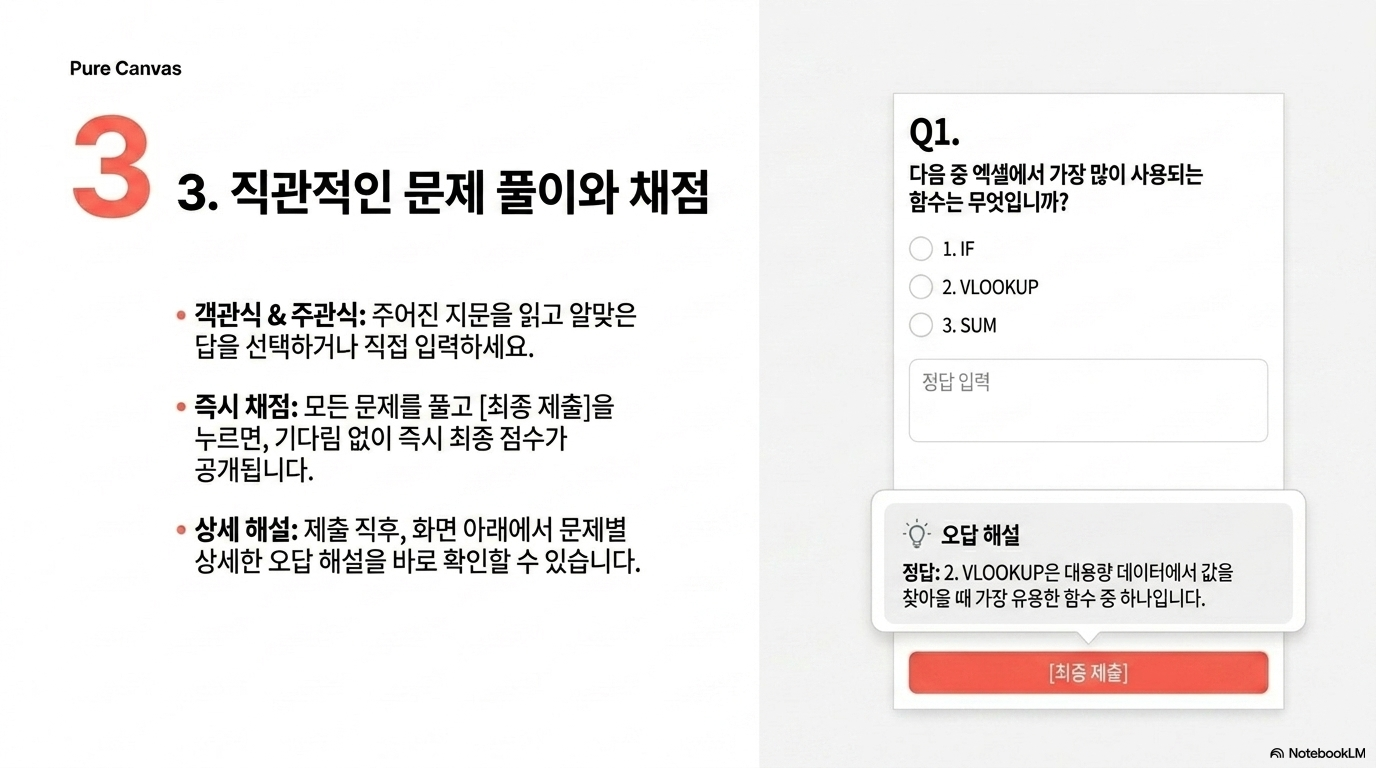 Pure Canvas
3
3. 직관적인 문제 풀이와 채점
• 객관식 & 주관식: 주어진 지문을 읽고 알맞은
답을 선택하거나 직접 입력하세요.
• 즉시 채점: 모든 문제를 풀고 [최종 제출]을
누르면, 기다림 없이 즉시 최종 점수가
공개됩니다.
• 상세 해설: 제출 직후, 화면 아래에서 문제별
상세한 오답 해설을 바로 확인할 수 있습니다.
Q1.
다음 중 엑셀에서 가장 많이 사용되는
함수는 무엇입니까?
1. IF
2. VLOOKUP
3. SUM
정답 입력
오답 해설
정답: 2. VLOOKUP은 대용량 데이터에서 값을
찾아올 때 가장 유용한 함수 중 하나입니다.
[최종 제출]
NotebookLM